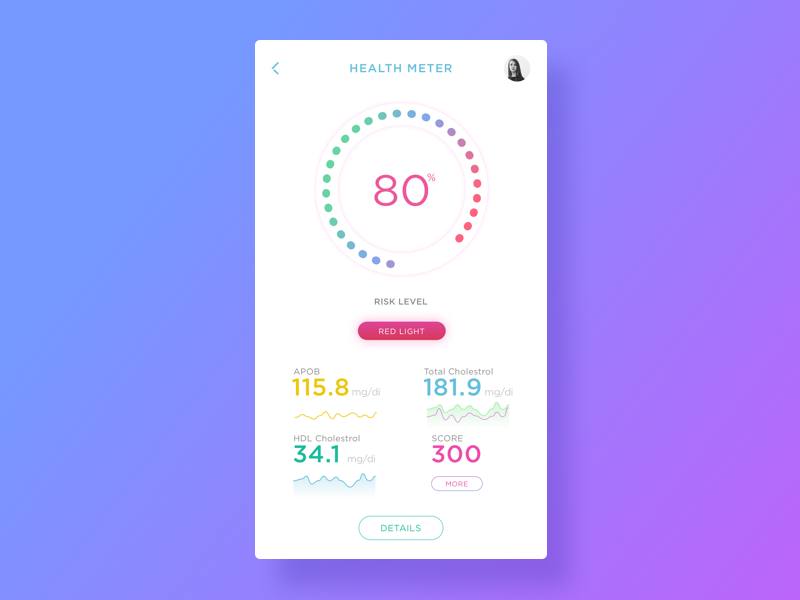 HEALTH METER
80%
RISK LEVEL
RED LIGHT
APOB
115.8 mg/di
Total Cholestrol
181.9 mg/di
HDL Cholestrol
34.1 mg/di
SCORE
300
MORE
DETAILS